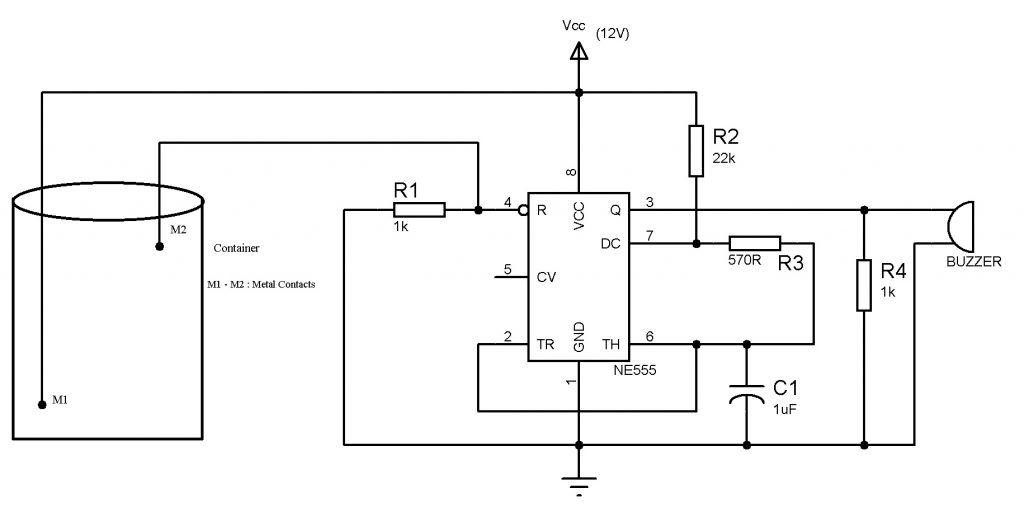 Vcc
(12V)
R2
22k
R1
1k
4
R
8
VCC
Q
3
M2
Container
DC
7
570R
R3
R4
1k
BUZZER
M1 - M2 : Metal Contacts
5
CV
2
TR
GND
TH
6
1
NE555
C1
1uF
M1